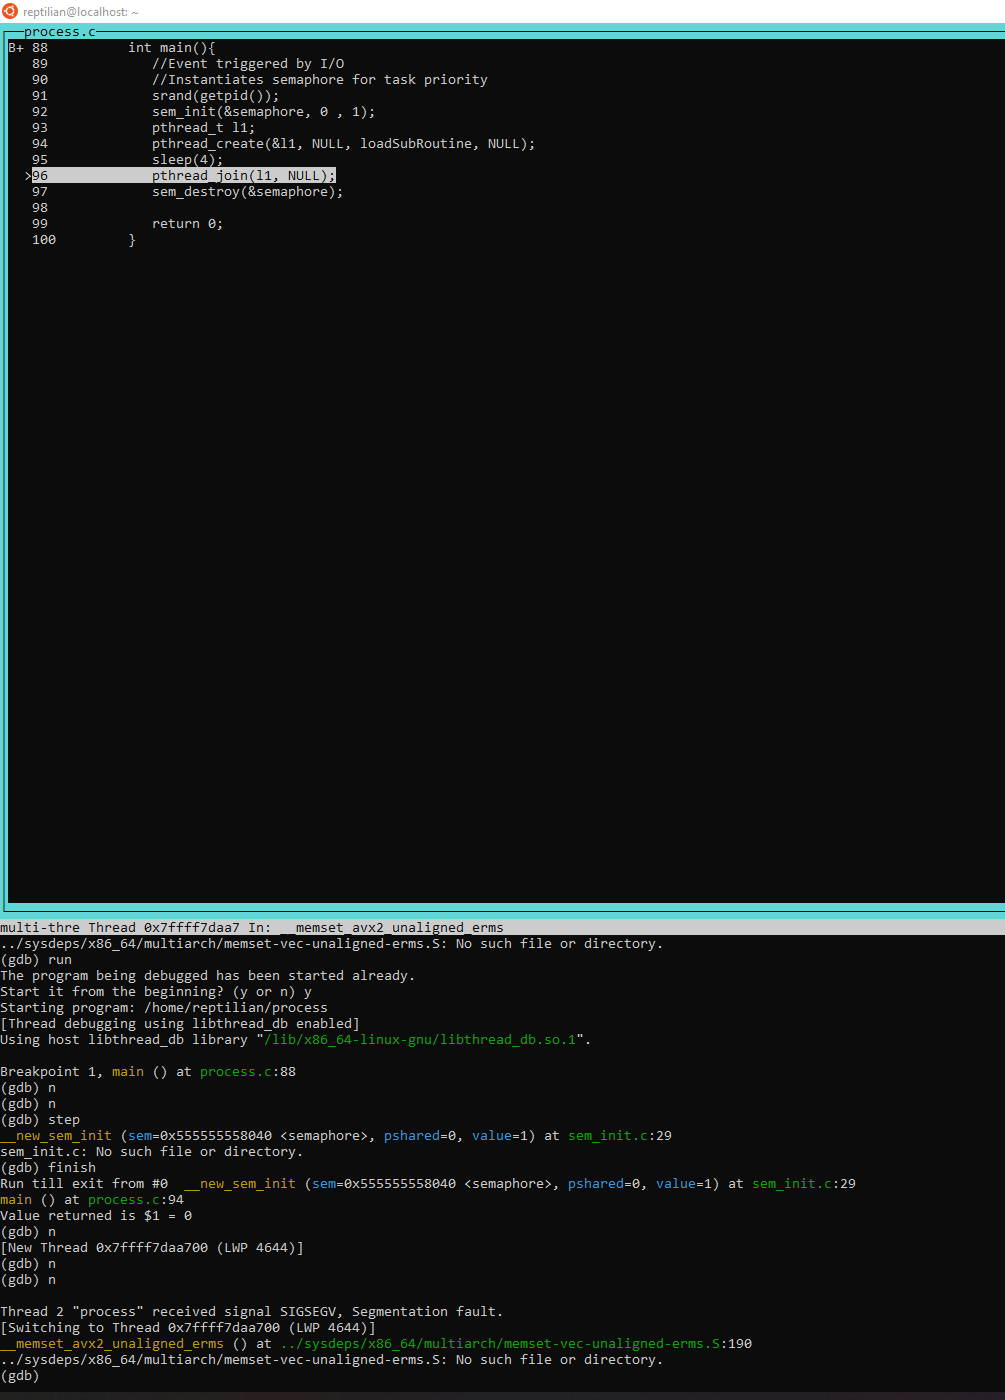 reptilian@localhost: ~
process.c
B+ 88 int main(){
89 //Event triggered by I/O
90 //Instantiates semaphore for task priority
91 srand(getpid());
92 sem_init(&semaphore, 0 , 1);
93 pthread_t l1;
94 pthread_create(&l1, NULL, loadSubRoutine, NULL);
95 sleep(4);
>96 pthread_join(l1, NULL);
97 sem_destroy(&semaphore);
98
99 return 0;
100 }
multi-thre Thread 0x7ffff7daa7 In: __memset_avx2_unaligned_erms
../sysdeps/x86_64/multiarch/memset-vec-unaligned-erms.S: No such file or directory.
(gdb) run
The program being debugged has been started already.
Start it from the beginning? (y or n) y
Starting program: /home/reptilian/process
[Thread debugging using libthread_db enabled]
Using host libthread_db library "/lib/x86_64-linux-gnu/libthread_db.so.1".
Breakpoint 1, main () at process.c:88
(gdb) n
(gdb) n
(gdb) step
__new_sem_init (sem=0x555555558040 <semaphore>, pshared=0, value=1) at sem_init.c:29
sem_init.c: No such file or directory.
(gdb) finish
Run till exit from #0  __new_sem_init (sem=0x555555558040 <semaphore>, pshared=0, value=1) at sem_init.c:29
main () at process.c:94
Value returned is $1 = 0
(gdb) n
[New Thread 0x7ffff7daa700 (LWP 4644)]
(gdb) n
(gdb) n
Thread 2 "process" received signal SIGSEGV, Segmentation fault.
[Switching to Thread 0x7ffff7daa700 (LWP 4644)]
__memset_avx2_unaligned_erms () at ../sysdeps/x86_64/multiarch/memset-vec-unaligned-erms.S:190
../sysdeps/x86_64/multiarch/memset-vec-unaligned-erms.S: No such file or directory.
(gdb)